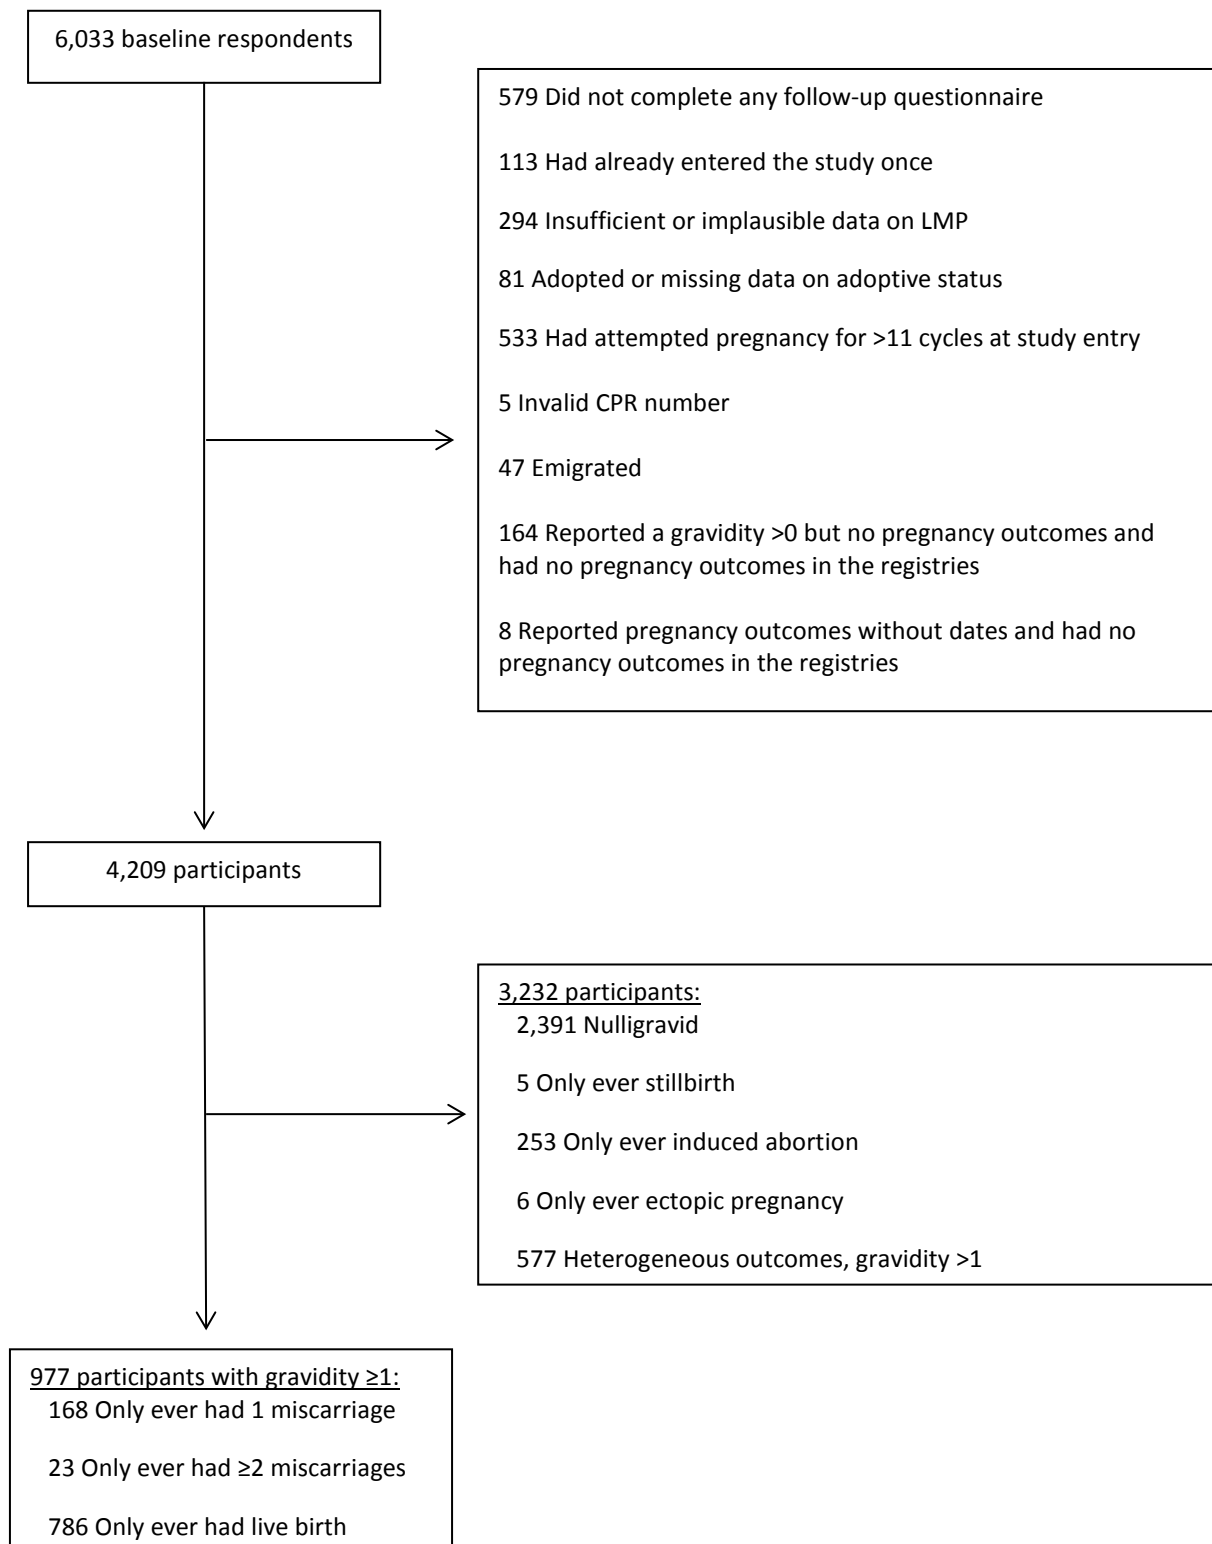 6,033 baseline respondents
579 Did not complete any follow-up questionnaire
113 Had already entered the study once
294 Insufficient or implausible data on LMP
81 Adopted or missing data on adoptive status
533 Had attempted pregnancy for >11 cycles at study entry
5 Invalid CPR number
47 Emigrated
164 Reported a gravidity >0 but no pregnancy outcomes and
had no pregnancy outcomes in the registries
8 Reported pregnancy outcomes without dates and had no
pregnancy outcomes in the registries
4,209 participants
3,232 participants:
2,391 Nulligravid
5 Only ever stillbirth
253 Only ever induced abortion
6 Only ever ectopic pregnancy
577 Heterogeneous outcomes, gravidity >1
977 participants with gravidity ≥1:
168 Only ever had 1 miscarriage
23 Only ever had ≥2 miscarriages
786 Only ever had live birth